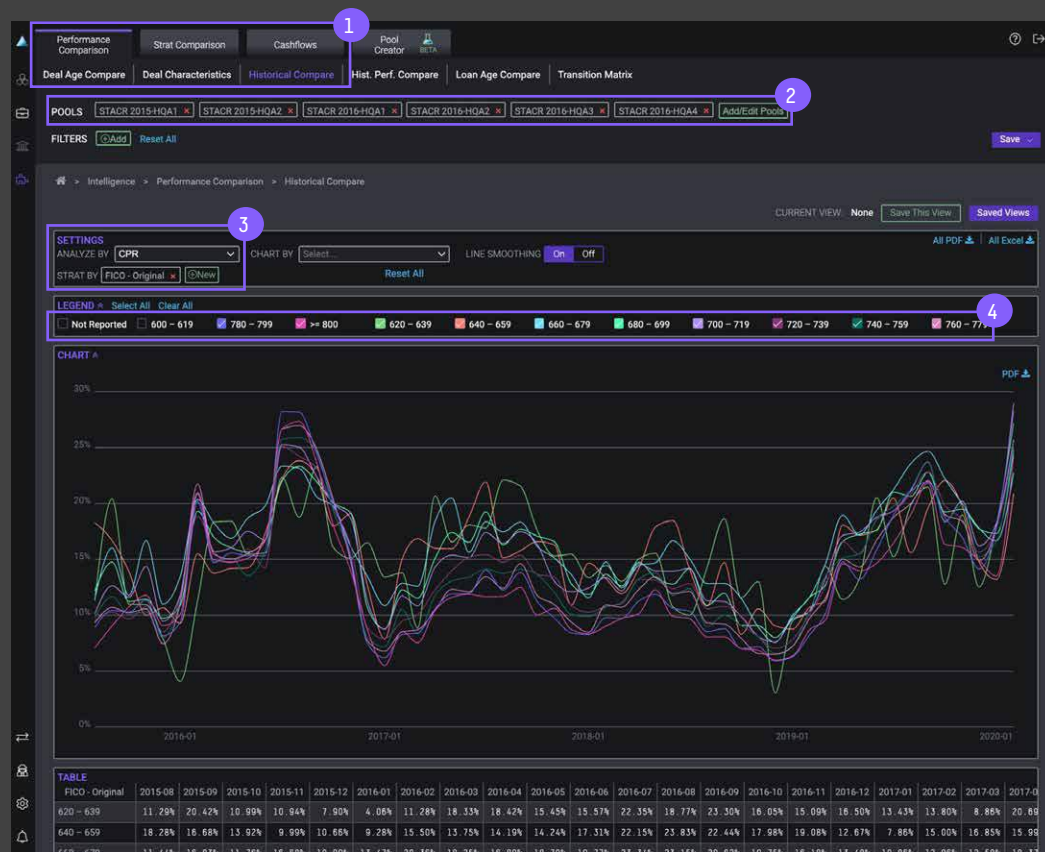 1
Performance Comparison Strat Comparison Cashflows Pool Creator BETA
Deal Age Compare Deal Characteristics Historical Compare Hist. Perf. Compare Loan Age Compare Transition Matrix
2
POOLS STACR 2015-HQA1 × STACR 2015-HQA2 × STACR 2016-HQA1 × STACR 2016-HQA2 × STACR 2016-HQA3 × STACR 2016-HQA4 × Add/Edit Pools
FILTERS Add Reset All
Save
> Intelligence > Performance Comparison > Historical Compare
CURRENT VIEW: None Save This View Saved Views
3
SETTINGS
All PDF All Excel
ANALYZE BY CPR CHART BY Select... LINE SMOOTHING On Off
STRAT BY FICO - Original × New Reset All
LEGEND Select All Clear All
4
Not Reported 600 – 619 780 – 799 >= 800 620 – 639 640 – 659 660 – 679 680 – 699 700 – 719 720 – 739 740 – 759 760 – 779
CHART
PDF
30%
25%
20%
15%
10%
5%
0%
2016-01 2017-01 2018-01 2019-01 2020-01
TABLE
FICO - Original 2015-08 2015-09 2015-10 2015-11 2015-12 2016-01 2016-02 2016-03 2016-04 2016-05 2016-06 2016-07 2016-08 2016-09 2016-10 2016-11 2016-12 2017-01 2017-02 2017-03 2017-0
620 – 639 11.29% 20.42% 10.99% 10.94% 7.90% 4.06% 11.28% 18.33% 18.42% 15.45% 15.57% 22.35% 18.77% 23.30% 16.05% 15.09% 16.50% 13.43% 13.80% 8.86% 20.69
640 – 659 18.28% 16.68% 13.92% 9.99% 10.66% 9.28% 15.50% 13.75% 14.19% 14.24% 17.31% 22.15% 23.83% 22.44% 17.98% 19.08% 12.67% 7.86% 15.00% 16.85% 15.99